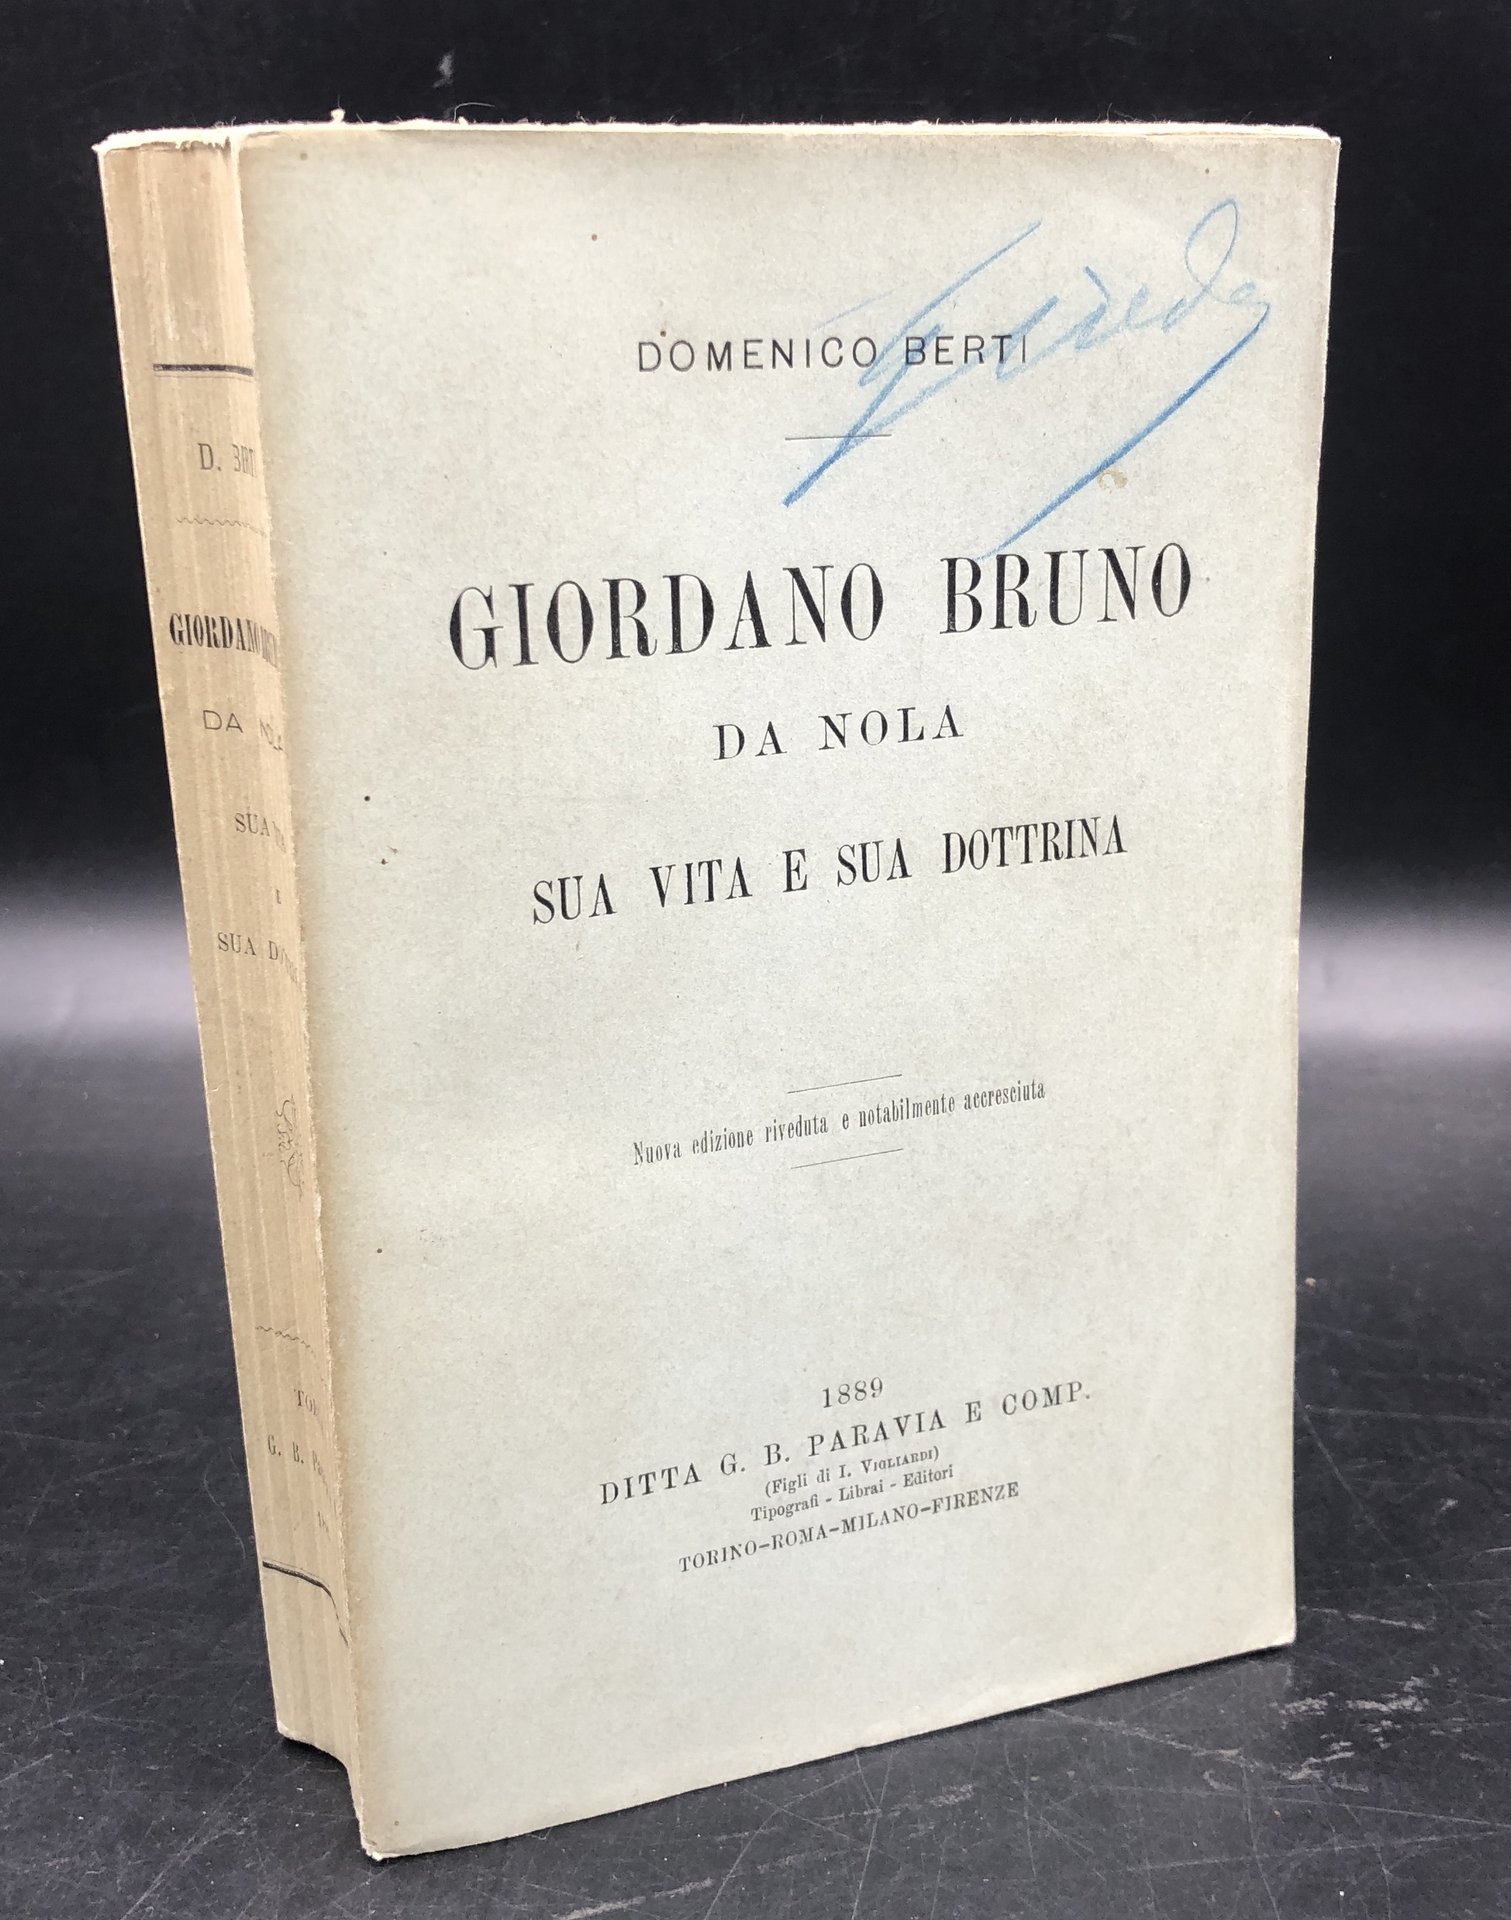 DOMENICO BERTI
GIORDANO BRUNO
DA NOLA
SUA VITA E SUA DOTTRINA
Nuova edizione riveduta e notabilmente accresciuta
1889
DITTA G. B. PARAVIA E COMP.
(Figli di I. VIGLIARDI)
Tipografi - Librai - Editori
TORINO-ROMA-MILANO-FIRENZE
D.
GIORDANO
DA NOLA
SUA
SUA
G. B.